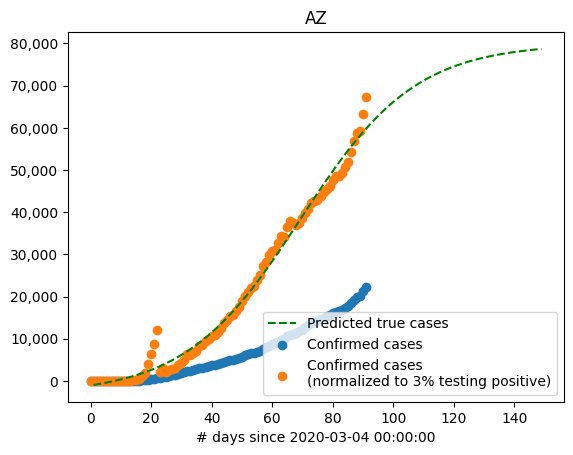 AZ
80,000
70,000
60,000
50,000
40,000
30,000
20,000
10,000
0
Predicted true cases
Confirmed cases
Confirmed cases
(normalized to 3% testing positive)
0 20 40 60 80 100 120 140
# days since 2020-03-04 00:00:00